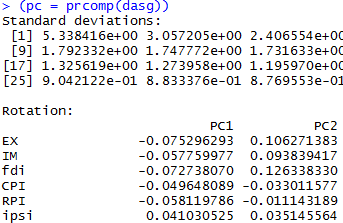 > (pc = prcomp(dasg))
Standard deviations:
[1] 5.338416e+00 3.057205e+00 2.406554e+00
[9] 1.792332e+00 1.747772e+00 1.731633e+00
[17] 1.325619e+00 1.273958e+00 1.195970e+00
[25] 9.042122e-01 8.833376e-01 8.769553e-01
Rotation:
PC1 PC2
EX -0.075296293 0.106271383
IM -0.057759977 0.093839417
fdi -0.072738070 0.126338330
CPI -0.049648089 -0.033011577
RPI -0.058119786 -0.011143189
ipsi 0.041030525 0.035145564